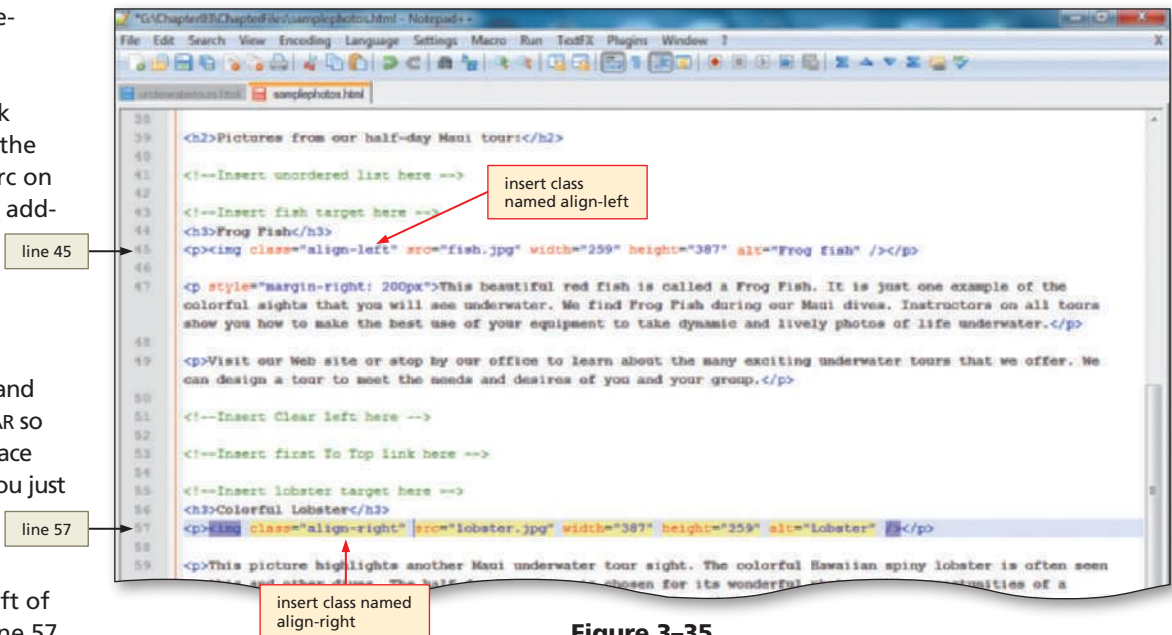 e-
k
the
rc on
add-
line 45
and
AR so
ace
ou just
line 57
ft of
ne 57
*G:\Chapter03\ChapterFiles\samplephotos.html - Notepad++
File Edit Search View Encoding Language Settings Macro Run TextFX Plugins Window ?
X
underwatertours.html samplephotos.html
38
39 <h2>Pictures from our half-day Maui tour:</h2>
40
41 <!--Insert unordered list here -->
42
43 <!--Insert fish target here -->
44 <h3>Frog Fish</h3>
45 <p><img class="align-left" src="fish.jpg" width="259" height="387" alt="Frog fish" /></p>
46
47 <p style="margin-right: 200px">This beautiful red fish is called a Frog Fish. It is just one example of the
colorful sights that you will see underwater. We find Frog Fish during our Maui dives. Instructors on all tours
show you how to make the best use of your equipment to take dynamic and lively photos of life underwater.</p>
48
49 <p>Visit our Web site or stop by our office to learn about the many exciting underwater tours that we offer. We
can design a tour to meet the needs and desires of you and your group.</p>
50
51 <!--Insert Clear left here -->
52
53 <!--Insert first To Top link here -->
54
55 <!--Insert lobster target here -->
56 <h3>Colorful Lobster</h3>
57 <p><img class="align-right" src="lobster.jpg" width="387" height="259" alt="Lobster" /></p>
58
59 <p>This picture highlights another Maui underwater tour sight. The colorful Hawaiian spiny lobster is often seen
insert class
named align-left
insert class named
align-right
Figure 3–35